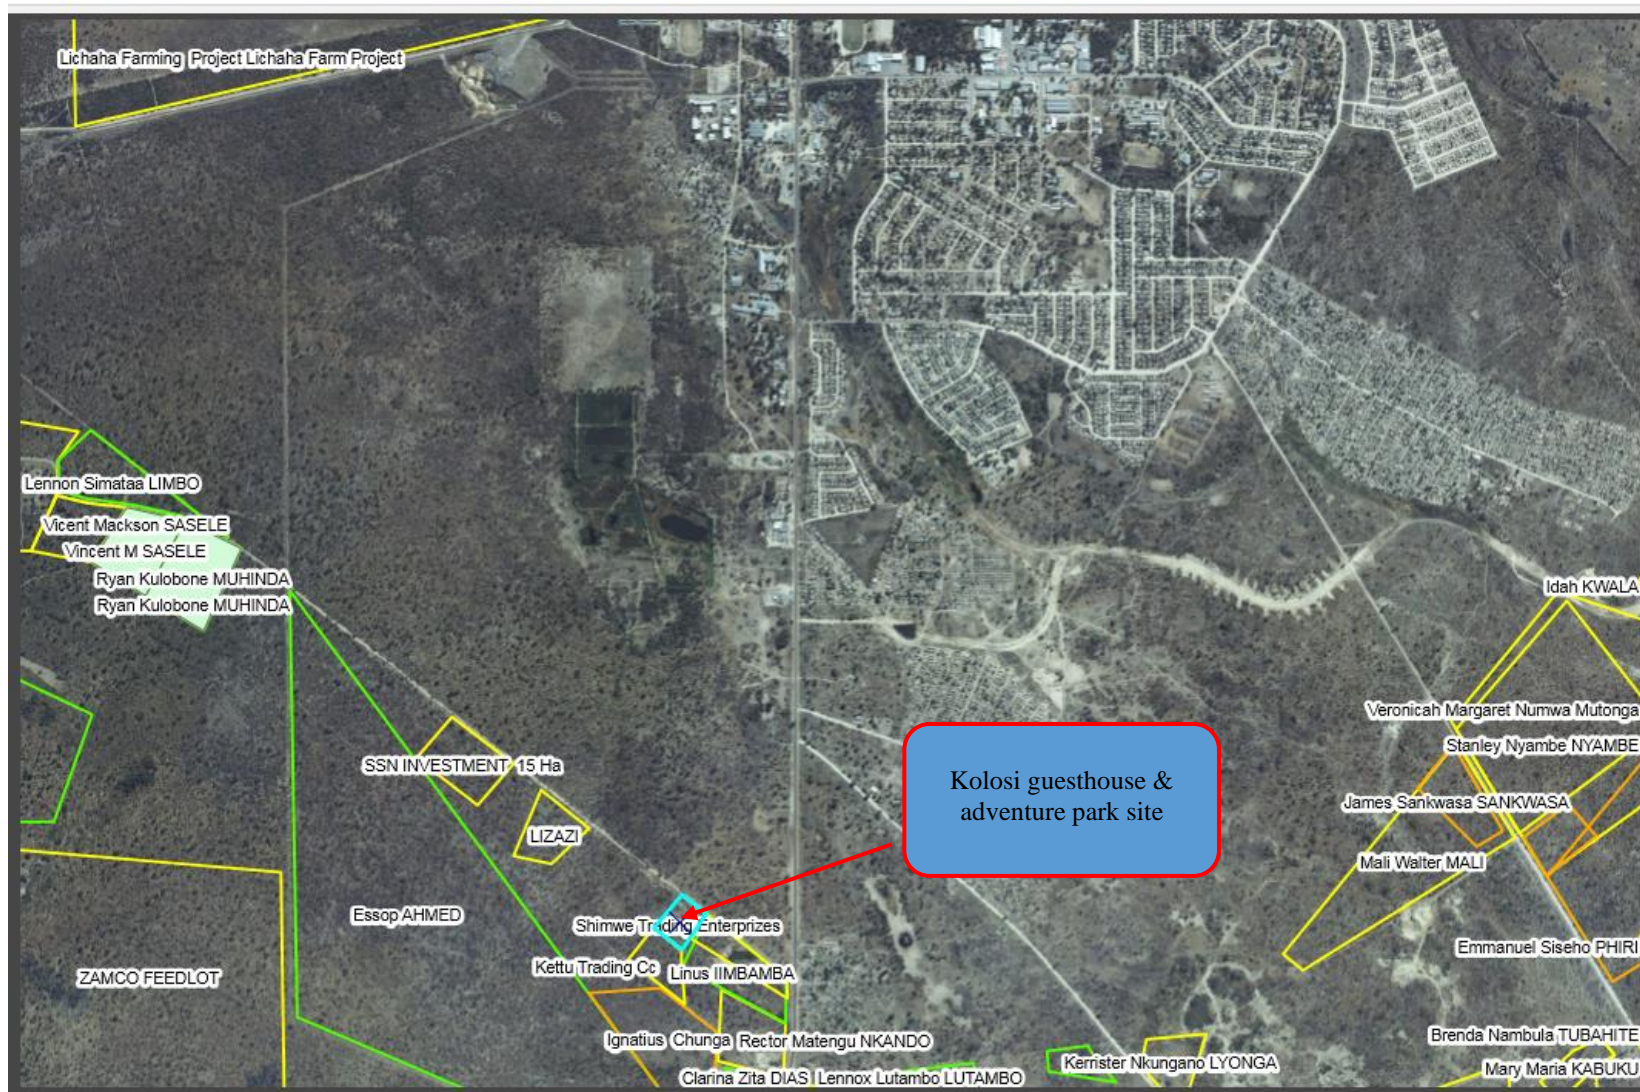 Lichaha Farming Project Lichaha Farm Project
Lennon Simataa LIMBO
Vicent Mackson SASELE
Vincent M SASELE
Ryan Kulobone MUHINDA
Ryan Kulobone MUHINDA
Idah KWALA
Veronicah Margaret Numwa Mutonga
Stanley Nyambe NYAMBE
SSN INVESTMENT 15 Ha
Kolosi guesthouse &
adventure park site
James Sankwasa SANKWASA
LIZAZI
Mali Walter MALI
Essop AHMED
Shimwe Trading Enterprizes
Emmanuel Siseho PHIRI
Kettu Trading Cc
Linus IIMBAMBA
ZAMCO FEEDLOT
Ignatius Chunga
Rector Matengu NKANDO
Brenda Nambula TUBAHITE
Kerrister Nkungano LYONGA
Mary Maria KABUKU
Clarina Zita DIAS
Lennox Lutambo LUTAMBO